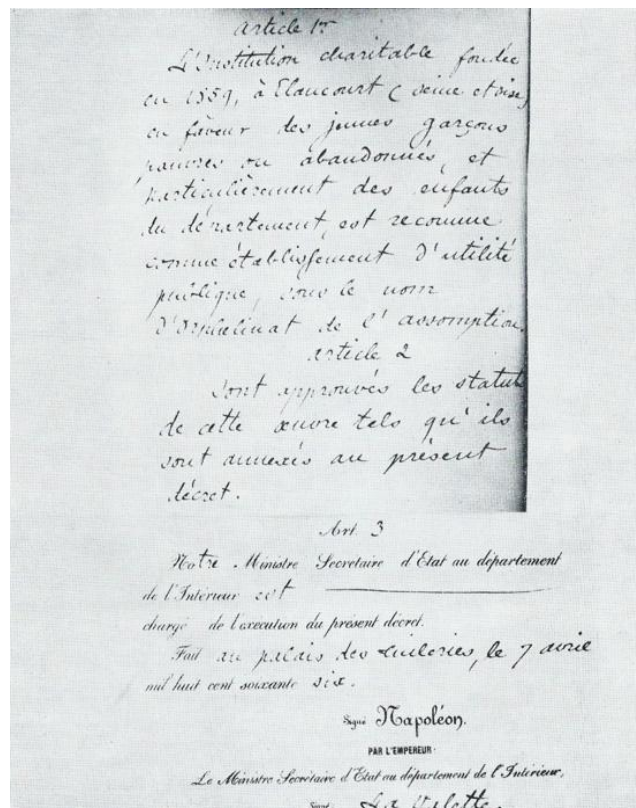 article 1er
L'Institution charitable fondée
en 1859, à Elancourt (seine et oise)
en faveur des jeunes garçons
pauvres ou abandonnés, et
particulièrement des enfants
du département, est reconnue
comme établissement d'utilité
publique, sous le nom
d'Orphelinat de l'assomption.
article 2
sont approuvés les statuts
de cette œuvre tels qu'ils
sont annexés au présent
décret.
Art. 3
Notre Ministre Secrétaire d'Etat au département
de l'Intérieur est
chargé de l'exécution du présent décret.
Fait au palais des tuileries, le 7 avril
mil huit cent soixante six.
Signé Napoléon.
PAR L'EMPEREUR:
Le Ministre Secrétaire d'Etat au département de l'Intérieur,
Signé: La Valette.